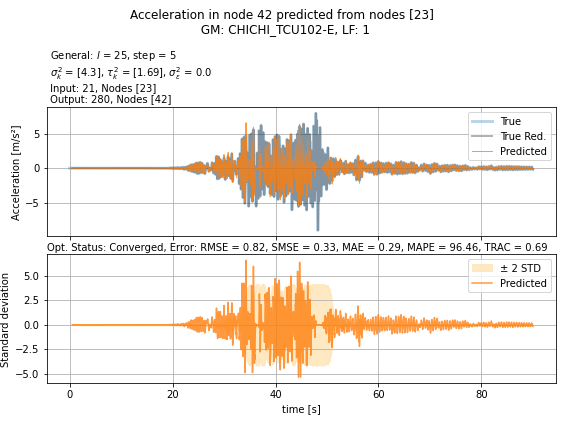 Acceleration in node 42 predicted from nodes [23]
GM: CHICHI_TCU102-E, LF: 1
General: l = 25, step = 5
σ²ₖ = [4.3], τ²ₖ = [1.69], σ²ε = 0.0
Input: 21, Nodes [23]
Output: 280, Nodes [42]
Acceleration [m/s²]
5
0
−5
True
True Red.
Predicted
Opt. Status: Converged, Error: RMSE = 0.82, SMSE = 0.33, MAE = 0.29, MAPE = 96.46, TRAC = 0.69
Standard deviation
5.0
2.5
0.0
−2.5
−5.0
± 2 STD
Predicted
0 20 40 60 80
time [s]